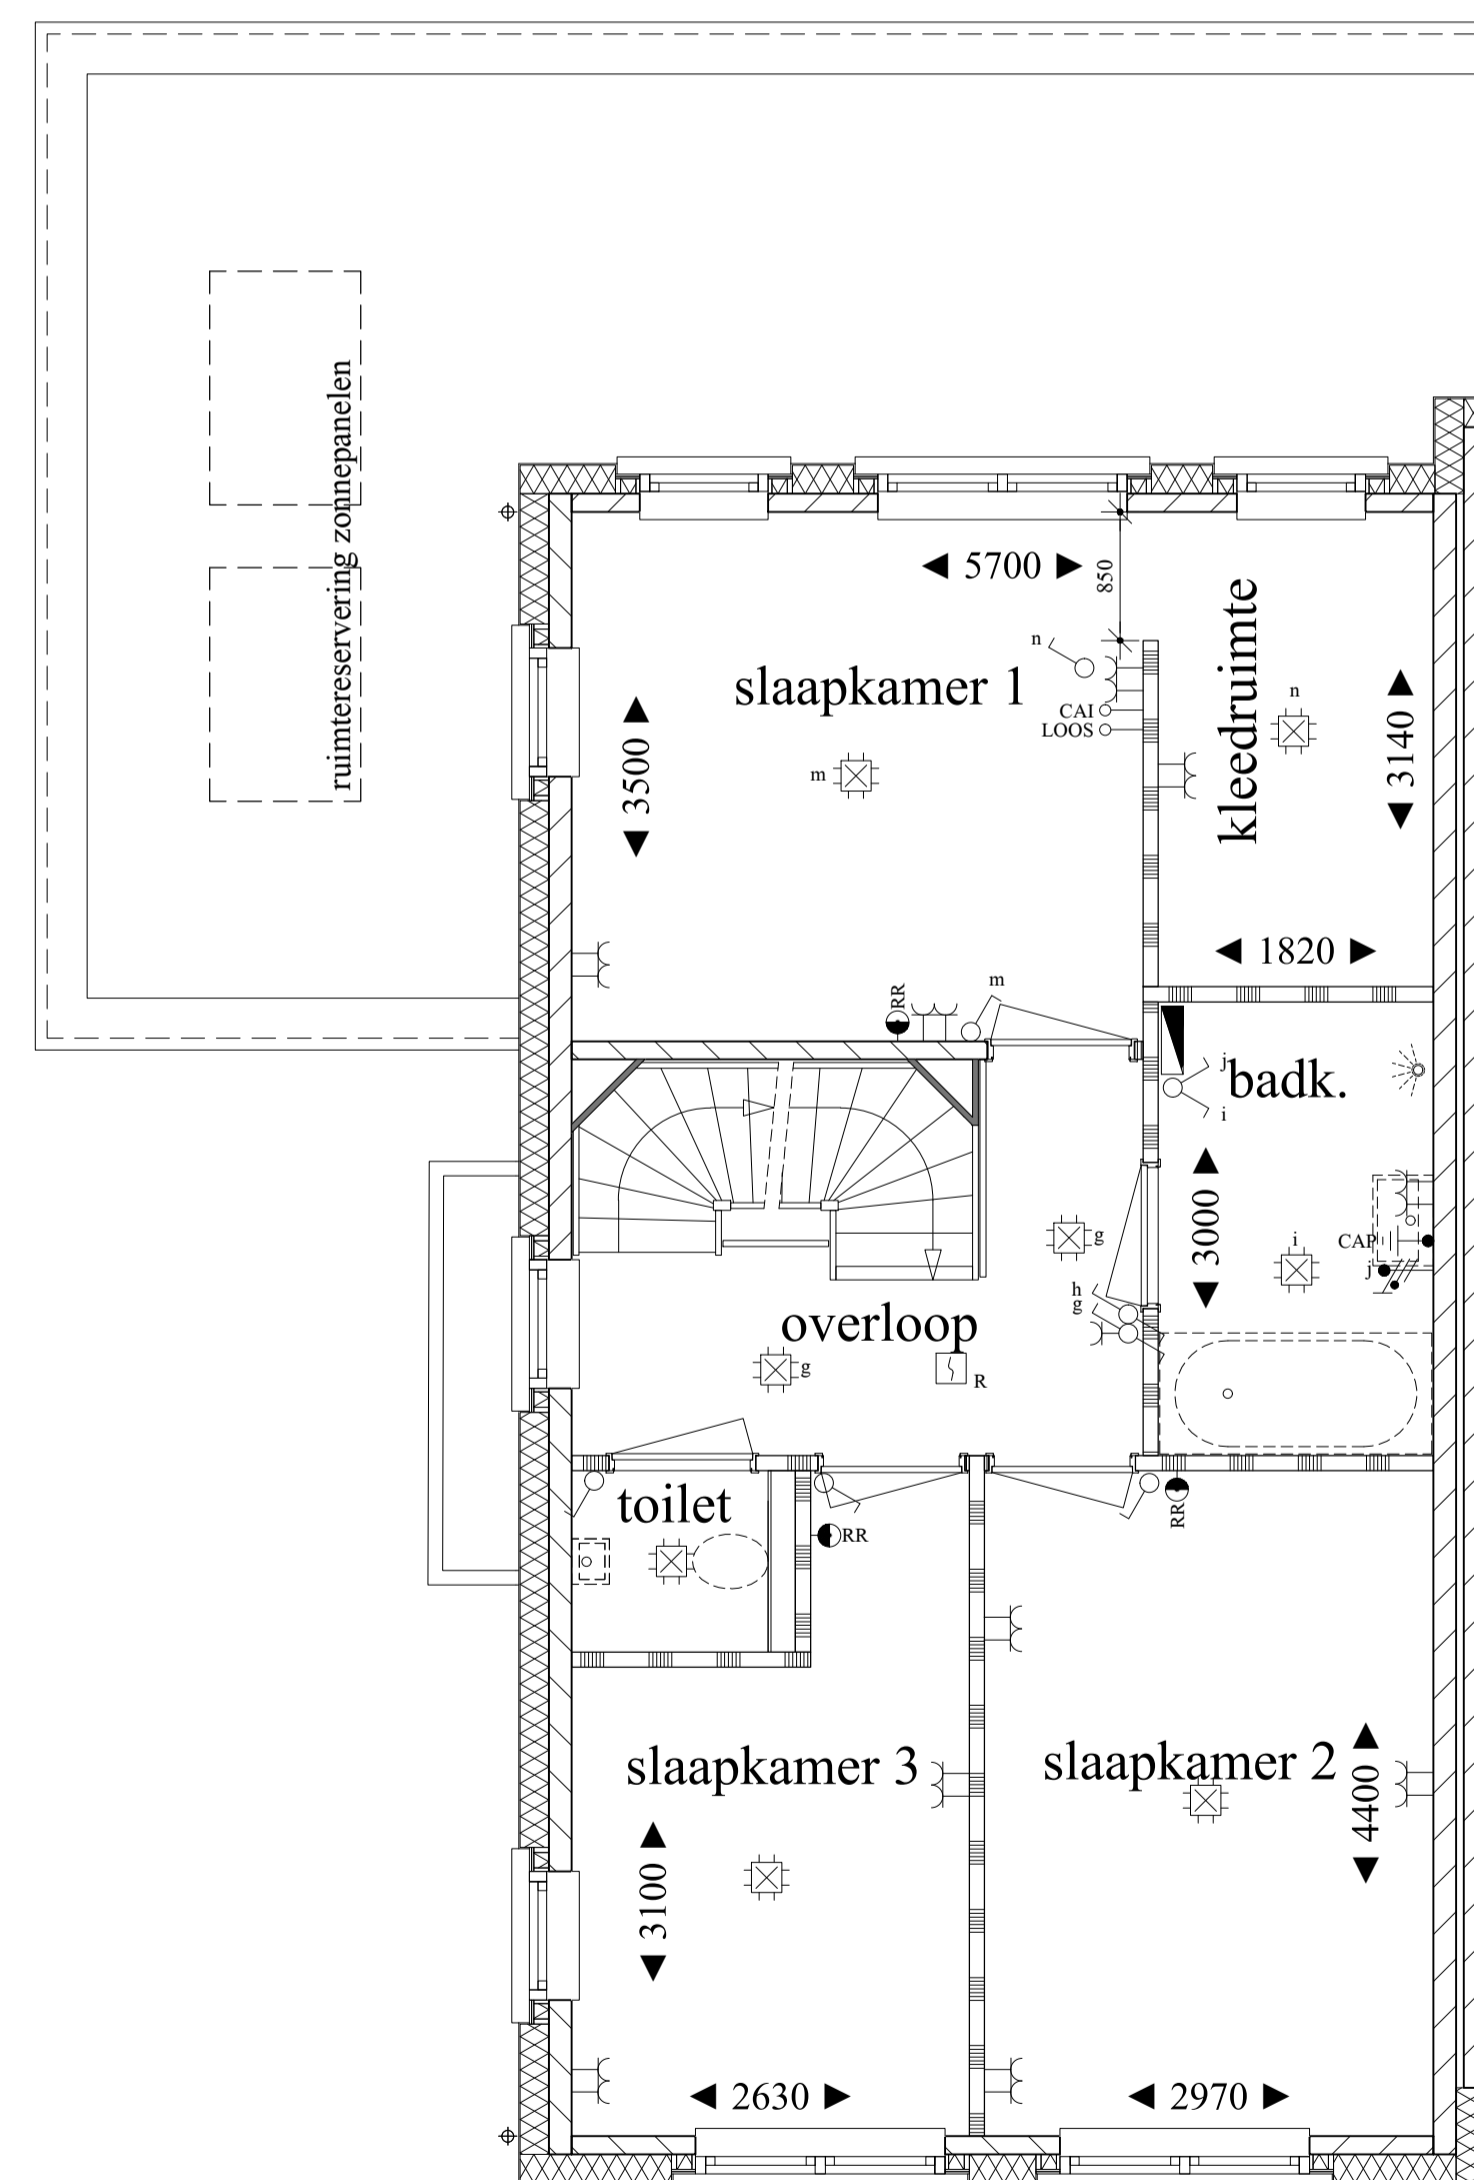 ruimtereservering zonnepanelen
5700
850
n
slaapkamer 1
CAI
LOOS
kleedruimte
n
3140
3500
m
1820
RR
m
badk.
j
i
3000
g
CAP
i
j
h
g
overloop
g
R
toilet
RR
RR
slaapkamer 3
slaapkamer 2
4400
3100
2630
2970